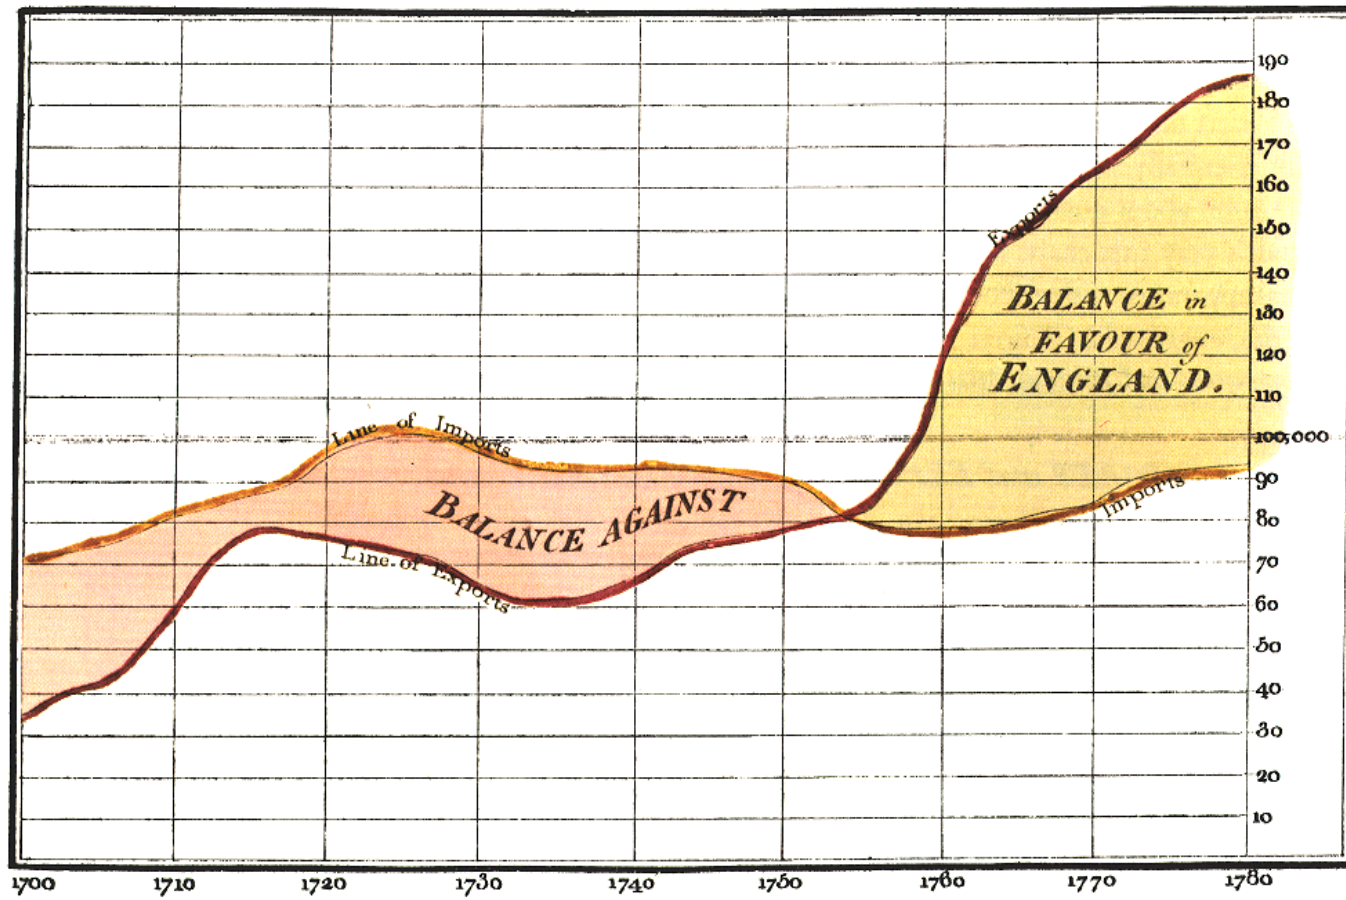 190
180
170
160
150
140
130
120
110
100,000
90
80
70
60
50
40
30
20
10
Exports
BALANCE in
FAVOUR of
ENGLAND.
Line of Imports
BALANCE AGAINST
Imports
Line of Exports
1700 1710 1720 1730 1740 1750 1760 1770 1780